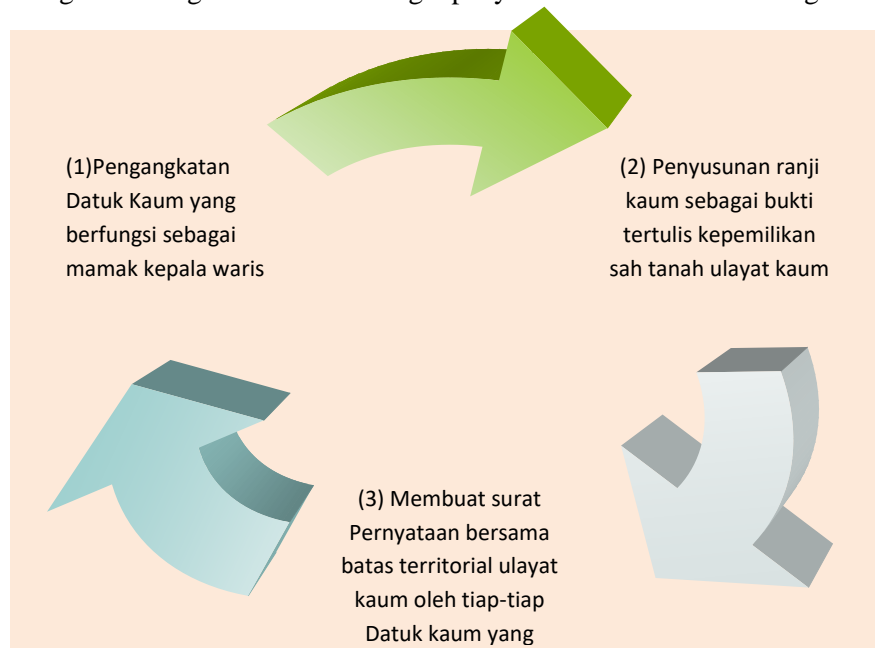 (1)Pengangkatan
Datuk Kaum yang
berfungsi sebagai
mamak kepala waris
(2) Penyusunan ranji
kaum sebagai bukti
tertulis kepemilikan
sah tanah ulayat kaum
(3) Membuat surat
Pernyataan bersama
batas territorial ulayat
kaum oleh tiap-tiap
Datuk kaum yang